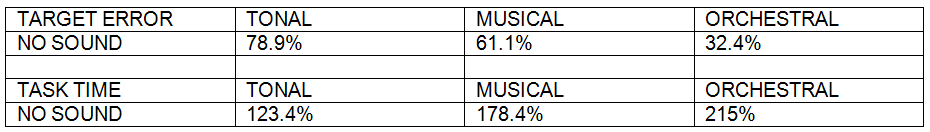 TARGET ERROR TONAL MUSICAL ORCHESTRAL
NO SOUND 78.9% 61.1% 32.4%
TASK TIME TONAL MUSICAL ORCHESTRAL
NO SOUND 123.4% 178.4% 215%